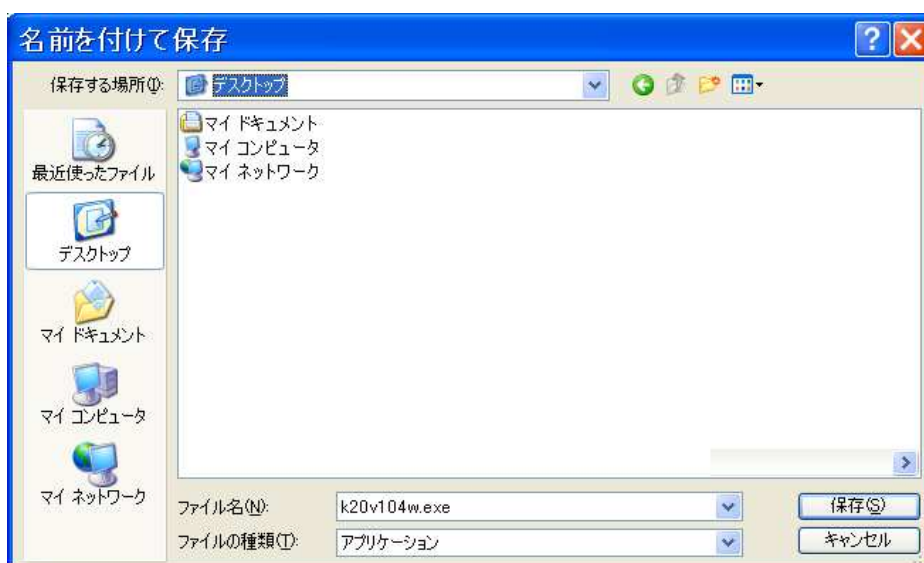 名前を付けて保存
保存する場所(I):
デスクトップ
マイ ドキュメント
マイ コンピュータ
マイ ネットワーク
最近使ったファイル
デスクトップ
マイ ドキュメント
マイ コンピュータ
マイ ネットワーク
ファイル名(N):
k20v104w.exe
保存(S)
ファイルの種類(T):
アプリケーション
キャンセル